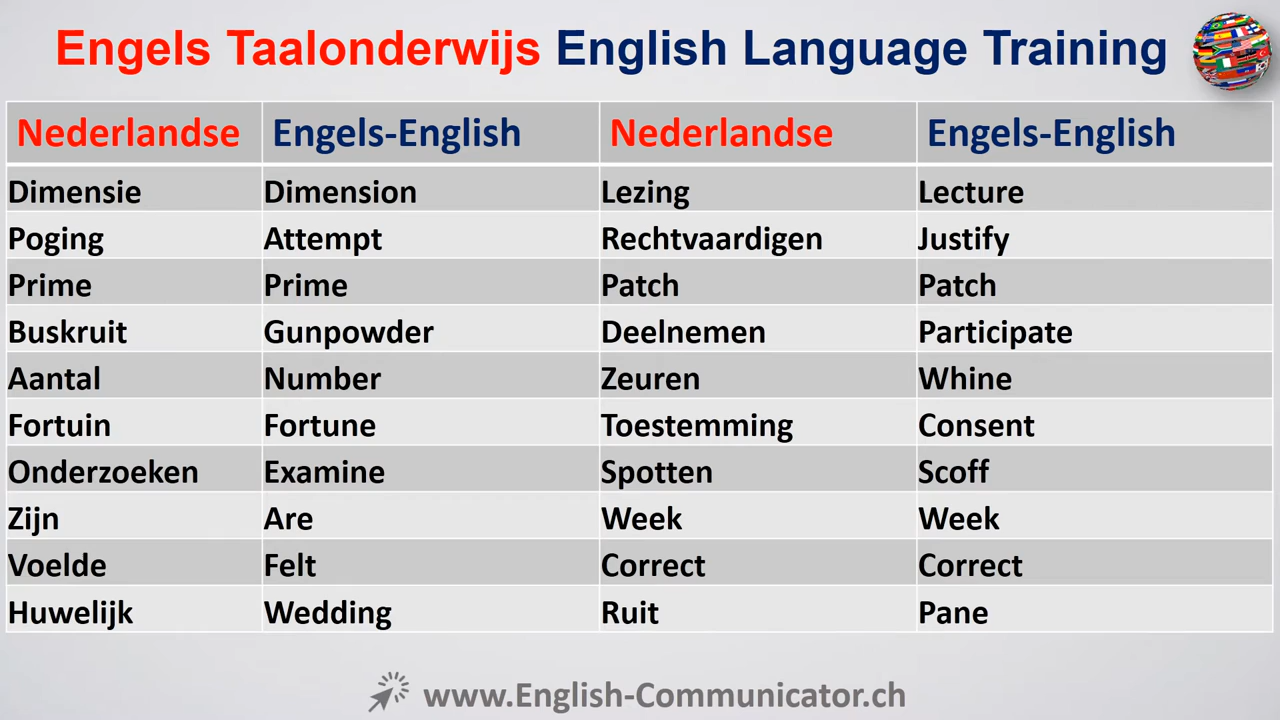 Engels Taalonderwijs English Language Training
Nederlandse Engels-English Nederlandse Engels-English
Dimensie Dimension Lezing Lecture
Poging Attempt Rechtvaardigen Justify
Prime Prime Patch Patch
Buskruit Gunpowder Deelnemen Participate
Aantal Number Zeuren Whine
Fortuin Fortune Toestemming Consent
Onderzoeken Examine Spotten Scoff
Zijn Are Week Week
Voelde Felt Correct Correct
Huwelijk Wedding Ruit Pane
www.English-Communicator.ch